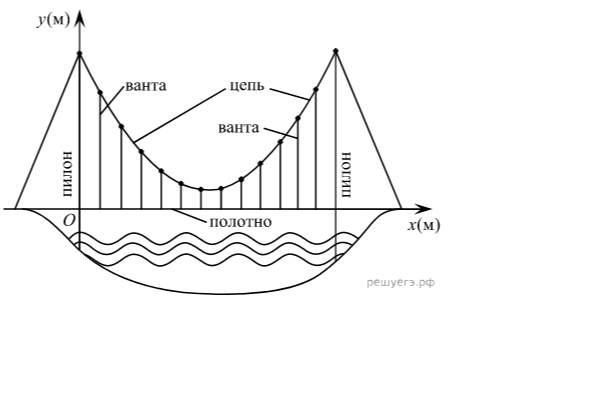 y(м)
ванта
цепь
ванта
пилон
пилон
O
полотно
x(м)
решуегэ.рф